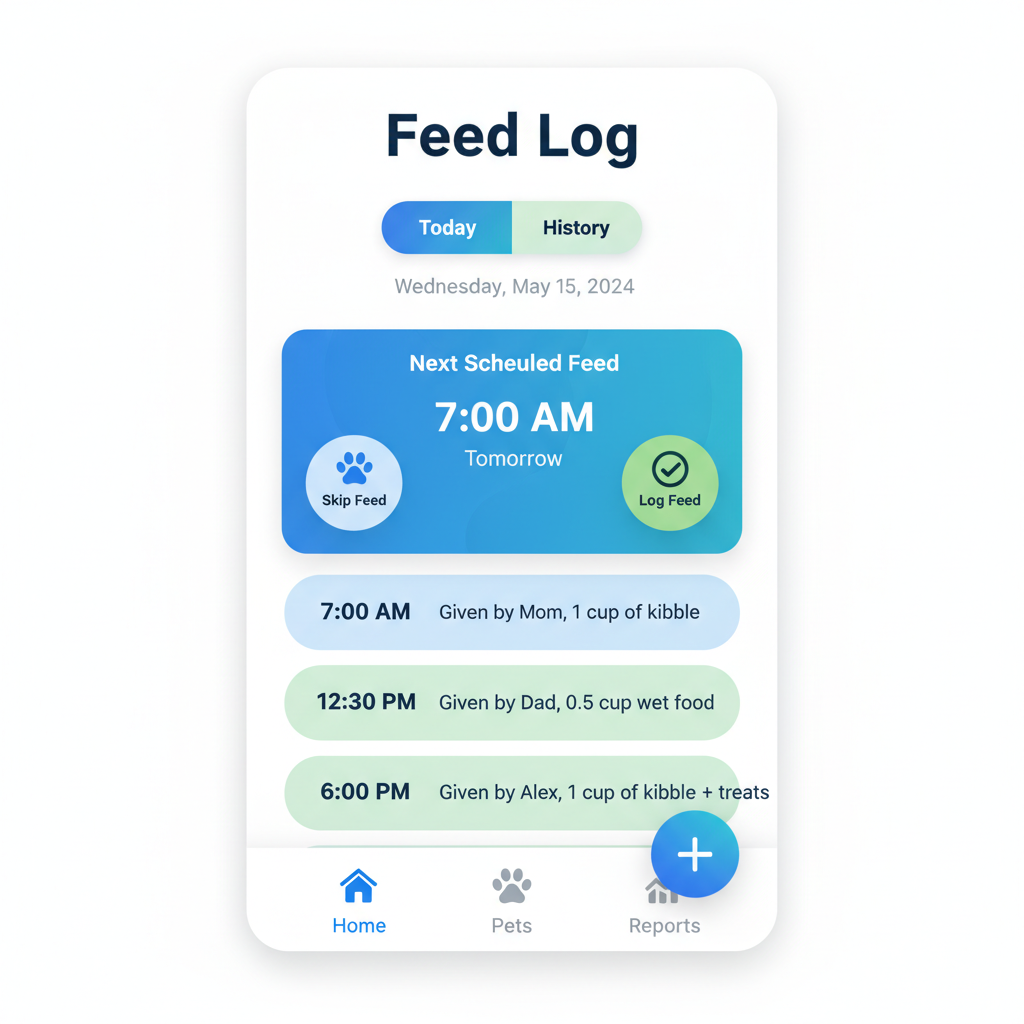 Feed Log
Today
History
Wednesday, May 15, 2024
Next Scheuled Feed
7:00 AM
Tomorrow
Skip Feed
Log Feed
7:00 AM Given by Mom, 1 cup of kibble
12:30 PM Given by Dad, 0.5 cup wet food
6:00 PM Given by Alex, 1 cup of kibble + treats
Home
Pets
Reports